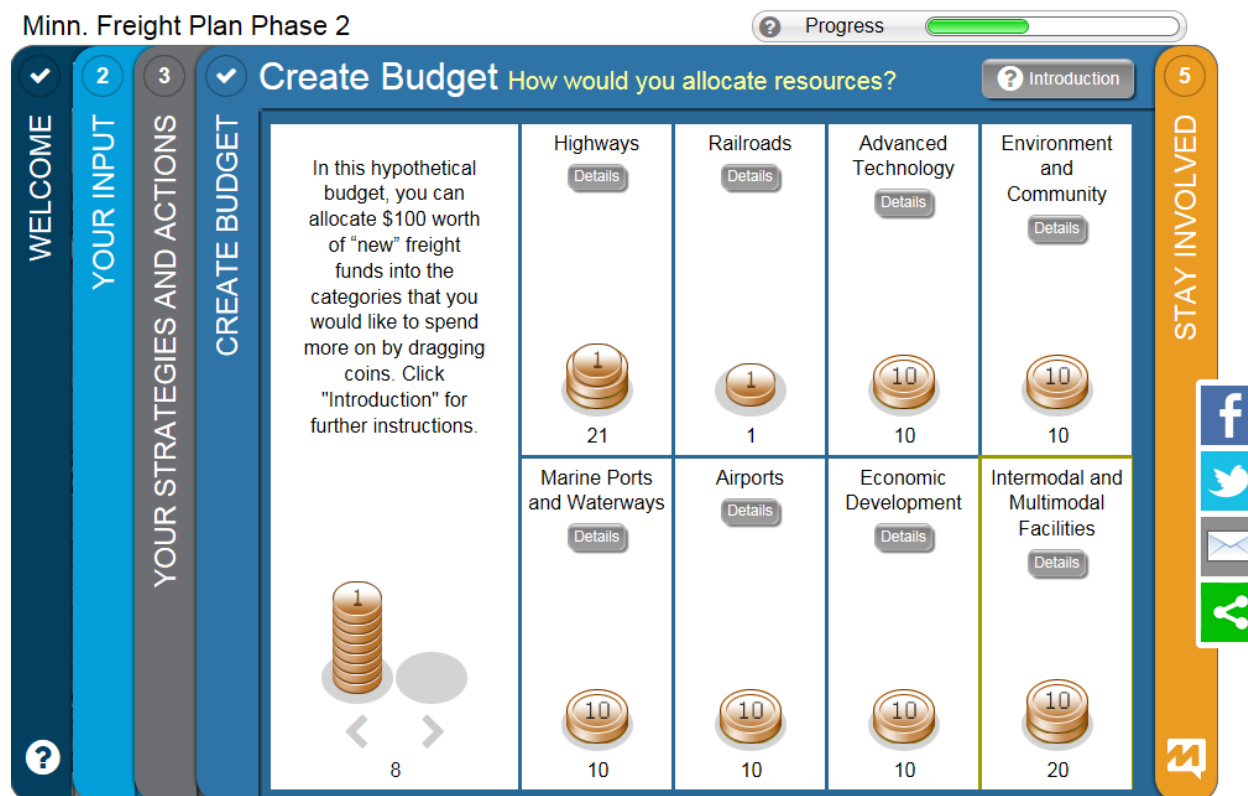 Minn. Freight Plan Phase 2
? Progress
WELCOME
?
2
YOUR INPUT
3
YOUR STRATEGIES AND ACTIONS
CREATE BUDGET
Create Budget How would you allocate resources?
? Introduction
In this hypothetical
budget, you can
allocate $100 worth
of “new” freight
funds into the
categories that you
would like to spend
more on by dragging
coins. Click
"Introduction" for
further instructions.
1
8
Highways
Details
1
21
Railroads
Details
1
1
Advanced
Technology
Details
10
10
Environment
and
Community
Details
10
10
Marine Ports
and Waterways
Details
10
10
Airports
Details
10
10
Economic
Development
Details
10
10
Intermodal and
Multimodal
Facilities
Details
10
20
5
STAY INVOLVED
f